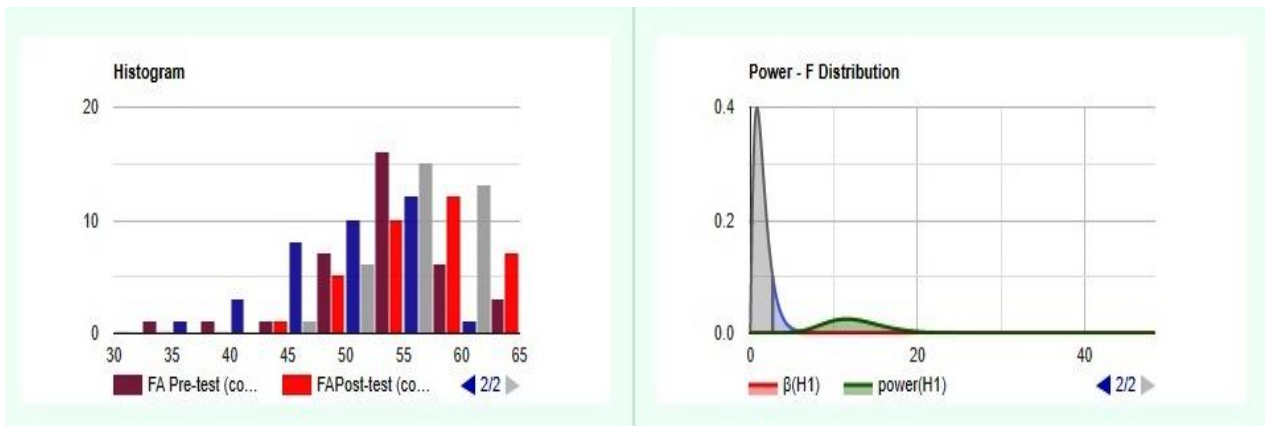 Histogram
20
10
0
30 35 40 45 50 55 60 65
FA Pre-test (co... FAPost-test (co... 2/2
Power - F Distribution
0.4
0.2
0.0
0 20 40
β(H1) power(H1) 2/2